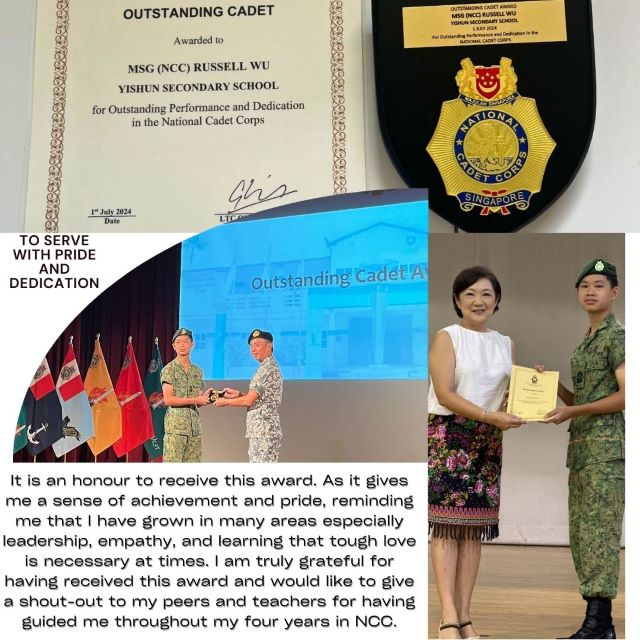 OUTSTANDING CADET
Awarded to
MSG (NCC) RUSSELL WU
YISHUN SECONDARY SCHOOL
for Outstanding Performance and Dedication
in the National Cadet Corps
1st July 2024
Date
LTC
OUTSTANDING CADET AWARD
MSG (NCC) RUSSELL WU
YISHUN SECONDARY SCHOOL
1 JULY 2024
For Outstanding Performance and Dedication in the
NATIONAL CADET CORPS
NATIONAL
CADET CORPS
SINGAPORE
TO SERVE
WITH PRIDE
AND
DEDICATION
Outstanding Cadet A
It is an honour to receive this award. As it gives
me a sense of achievement and pride, reminding
me that I have grown in many areas especially
leadership, empathy, and learning that tough love
is necessary at times. I am truly grateful for
having received this award and would like to give
a shout-out to my peers and teachers for having
guided me throughout my four years in NCC.